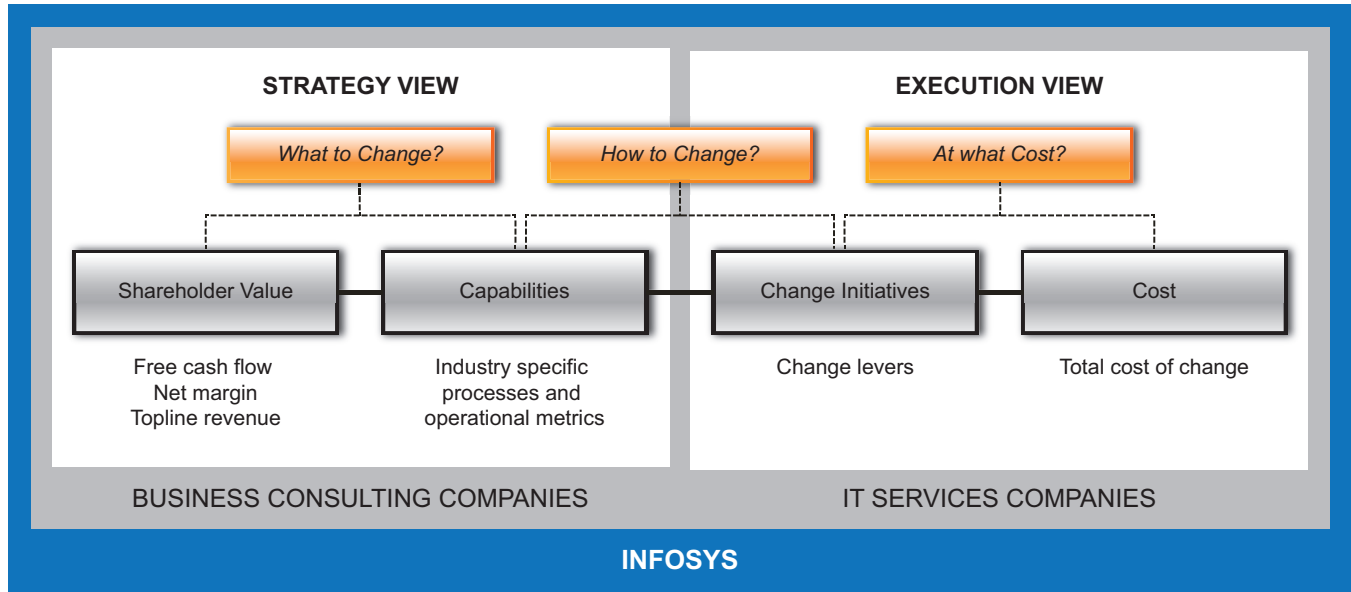 STRATEGY VIEW
EXECUTION VIEW
What to Change?
How to Change?
At what Cost?
Shareholder Value
Capabilities
Change Initiatives
Cost
Free cash flow
Net margin
Topline revenue
Industry specific
processes and
operational metrics
Change levers
Total cost of change
BUSINESS CONSULTING COMPANIES
IT SERVICES COMPANIES
INFOSYS